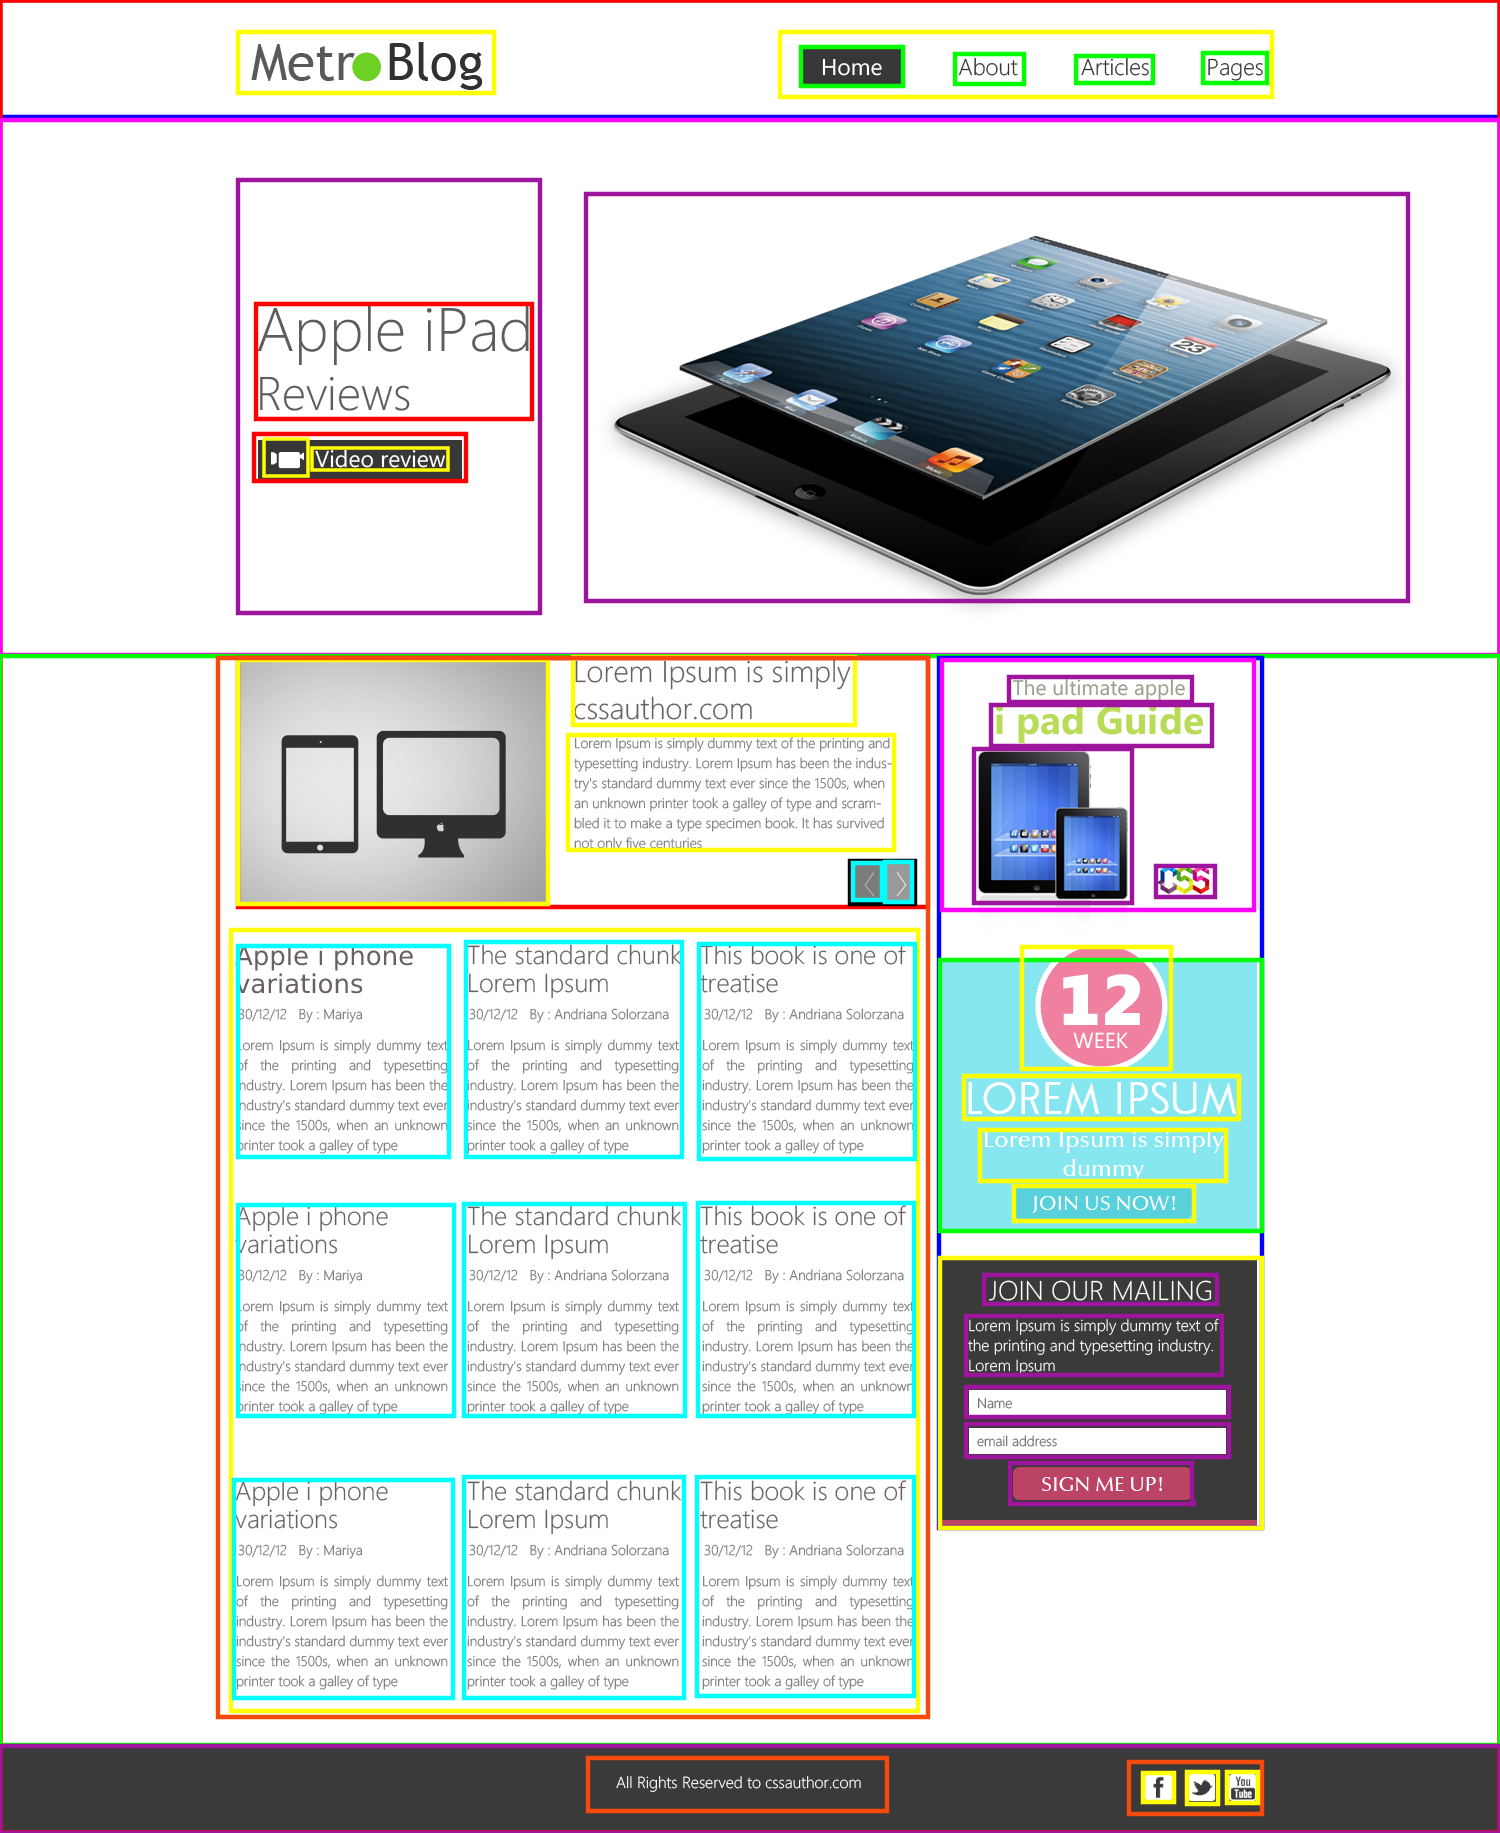 MetroBlog
Home About Articles Pages
Apple iPad
Reviews
Video review
Lorem Ipsum is simply
cssauthor.com
Lorem Ipsum is simply dummy text of the printing and
typesetting industry. Lorem Ipsum has been the indus-
try's standard dummy text ever since the 1500s, when
an unknown printer took a galley of type and scram-
bled it to make a type specimen book. It has survived
not only five centuries
The ultimate apple
i pad Guide
CSS
Apple i phone
variations
30/12/12 By : Mariya
Lorem Ipsum is simply dummy text
of the printing and typesetting
industry. Lorem Ipsum has been the
industry's standard dummy text ever
since the 1500s, when an unknown
printer took a galley of type
The standard chunk
Lorem Ipsum
30/12/12 By : Andriana Solorzana
Lorem Ipsum is simply dummy text
of the printing and typesetting
industry. Lorem Ipsum has been the
industry's standard dummy text ever
since the 1500s, when an unknown
printer took a galley of type
This book is one of
treatise
30/12/12 By : Andriana Solorzana
Lorem Ipsum is simply dummy text
of the printing and typesetting
industry. Lorem Ipsum has been the
industry's standard dummy text ever
since the 1500s, when an unknown
printer took a galley of type
Apple i phone
variations
30/12/12 By : Mariya
Lorem Ipsum is simply dummy text
of the printing and typesetting
industry. Lorem Ipsum has been the
industry's standard dummy text ever
since the 1500s, when an unknown
printer took a galley of type
The standard chunk
Lorem Ipsum
30/12/12 By : Andriana Solorzana
Lorem Ipsum is simply dummy text
of the printing and typesetting
industry. Lorem Ipsum has been the
industry's standard dummy text ever
since the 1500s, when an unknown
printer took a galley of type
This book is one of
treatise
30/12/12 By : Andriana Solorzana
Lorem Ipsum is simply dummy text
of the printing and typesetting
industry. Lorem Ipsum has been the
industry's standard dummy text ever
since the 1500s, when an unknown
printer took a galley of type
Apple i phone
variations
30/12/12 By : Mariya
Lorem Ipsum is simply dummy text
of the printing and typesetting
industry. Lorem Ipsum has been the
industry's standard dummy text ever
since the 1500s, when an unknown
printer took a galley of type
The standard chunk
Lorem Ipsum
30/12/12 By : Andriana Solorzana
Lorem Ipsum is simply dummy text
of the printing and typesetting
industry. Lorem Ipsum has been the
industry's standard dummy text ever
since the 1500s, when an unknown
printer took a galley of type
This book is one of
treatise
30/12/12 By : Andriana Solorzana
Lorem Ipsum is simply dummy text
of the printing and typesetting
industry. Lorem Ipsum has been the
industry's standard dummy text ever
since the 1500s, when an unknown
printer took a galley of type
12
WEEK
LOREM IPSUM
Lorem Ipsum is simply
dummy
JOIN US NOW!
JOIN OUR MAILING
Lorem Ipsum is simply dummy text of
the printing and typesetting industry.
Lorem Ipsum
Name
email address
SIGN ME UP!
All Rights Reserved to cssauthor.com
f
You
Tube